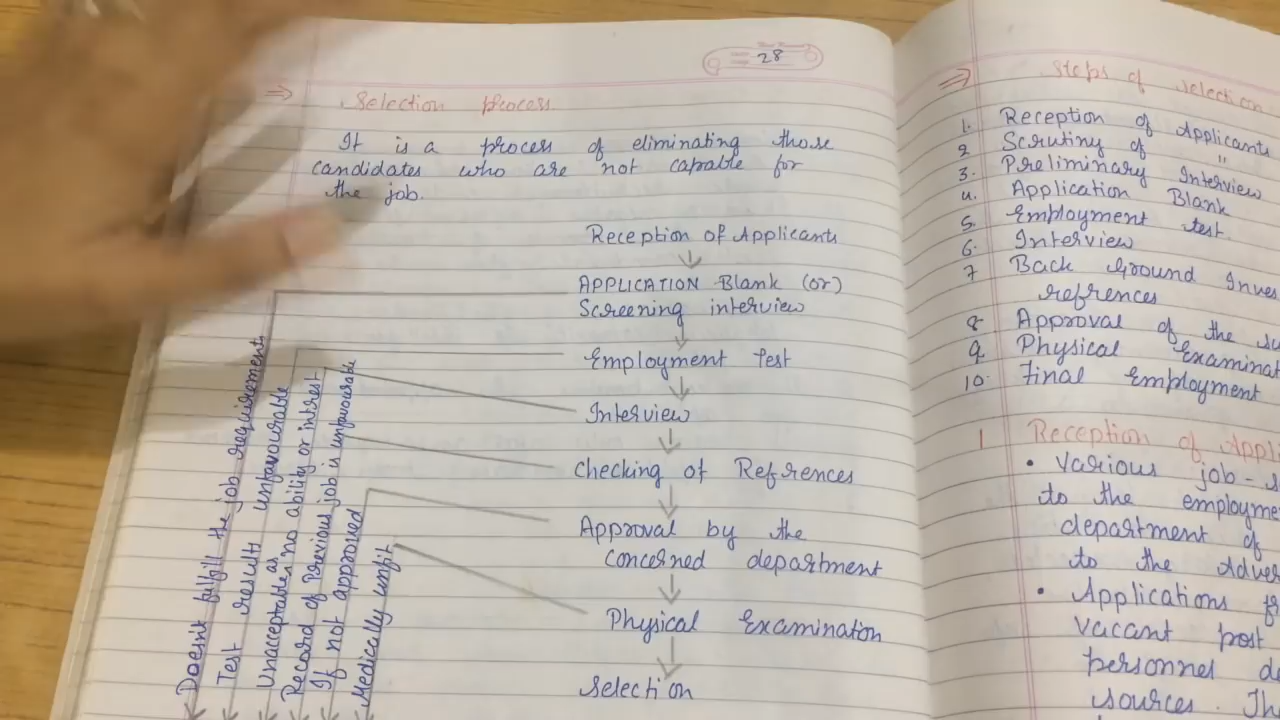 28
⇒ Selection process
It is a process of eliminating those
candidates who are not capable for
the job.
Reception of Applicants
APPLICATION Blank (or)
Screening interview
Employment Test
Interview
Checking of Refrences
Approval by the
concerned department
Physical Examination
Selection
Doesn't fulfill the job requirement
Test result unfavourable
Unacceptable as no ability or intrest
Record of Previous job is unfavourable
If not approved
Medically unfit
⇒ Steps of selection
1. Reception of Applicants
2. Scrutiny of "
3. Preliminary Interview
4. Application Blank
5. Employment test.
6. Interview
7 Back Ground Inves
refrences
8. Approval of the su
9. Physical Examinat
10. Final Employment
1 Reception of Appl
• Various job-s
to the employme
department of
to the Adver
• Applications f
vacant post
personnes d
sources. Th